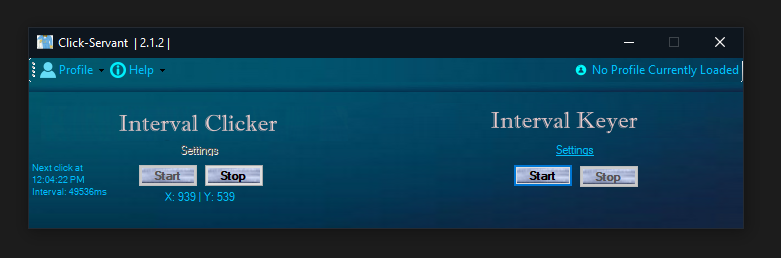 Click-Servant | 2.1.2 |
Profile Help No Profile Currently Loaded
Interval Clicker
Settings
Start Stop
X: 939 | Y: 539
Next click at
12:04:22 PM
Interval: 49536ms
Interval Keyer
Settings
Start Stop